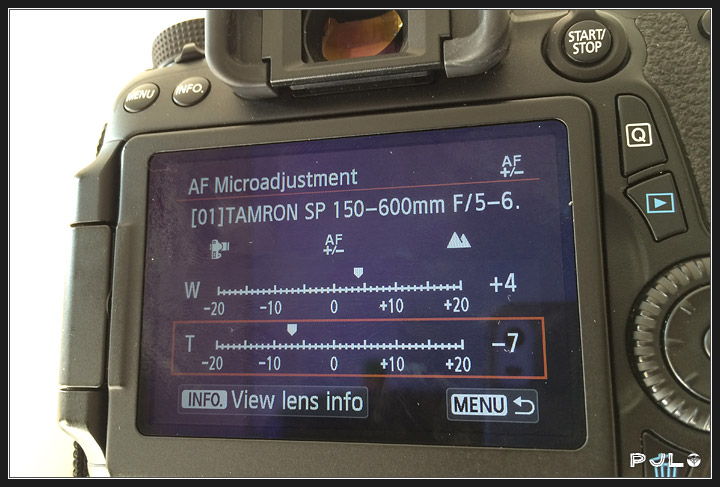 START/
STOP
MENU
INFO.
Q
AF Microadjustment
AF
+/−
[01]TAMRON SP 150−600mm F/5−6.
AF
+/−
W
+4
−20 −10 0 +10 +20
T
−7
−20 −10 0 +10 +20
INFO. View lens info
MENU
PJLO